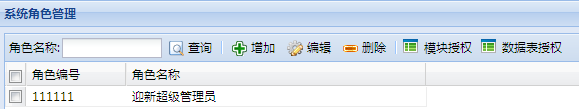 系统角色管理
角色名称: 查询 增加 编辑 删除 模块授权 数据表授权
角色编号 角色名称
111111 迎新超级管理员